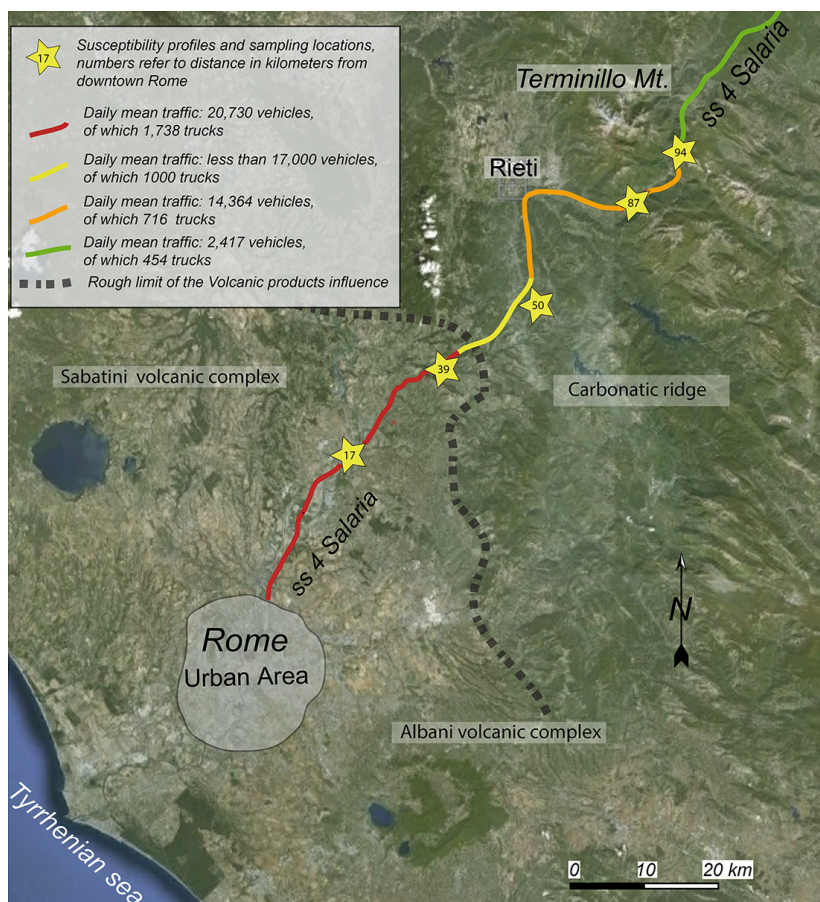 17
Susceptibility profiles and sampling locations,
numbers refer to distance in kilometers from
downtown Rome
Daily mean traffic: 20,730 vehicles,
of which 1,738 trucks
Daily mean traffic: less than 17,000 vehicles,
of which 1000 trucks
Daily mean traffic: 14,364 vehicles,
of which 716 trucks
Daily mean traffic: 2,417 vehicles,
of which 454 trucks
Rough limit of the Volcanic products influence
ss 4 Salaria
Terminillo Mt.
94
Rieti
87
50
39
Sabatini volcanic complex
Carbonatic ridge
17
ss 4 Salaria
N
Rome
Urban Area
Albani volcanic complex
Tyrrhenian sea
0 10 20 km